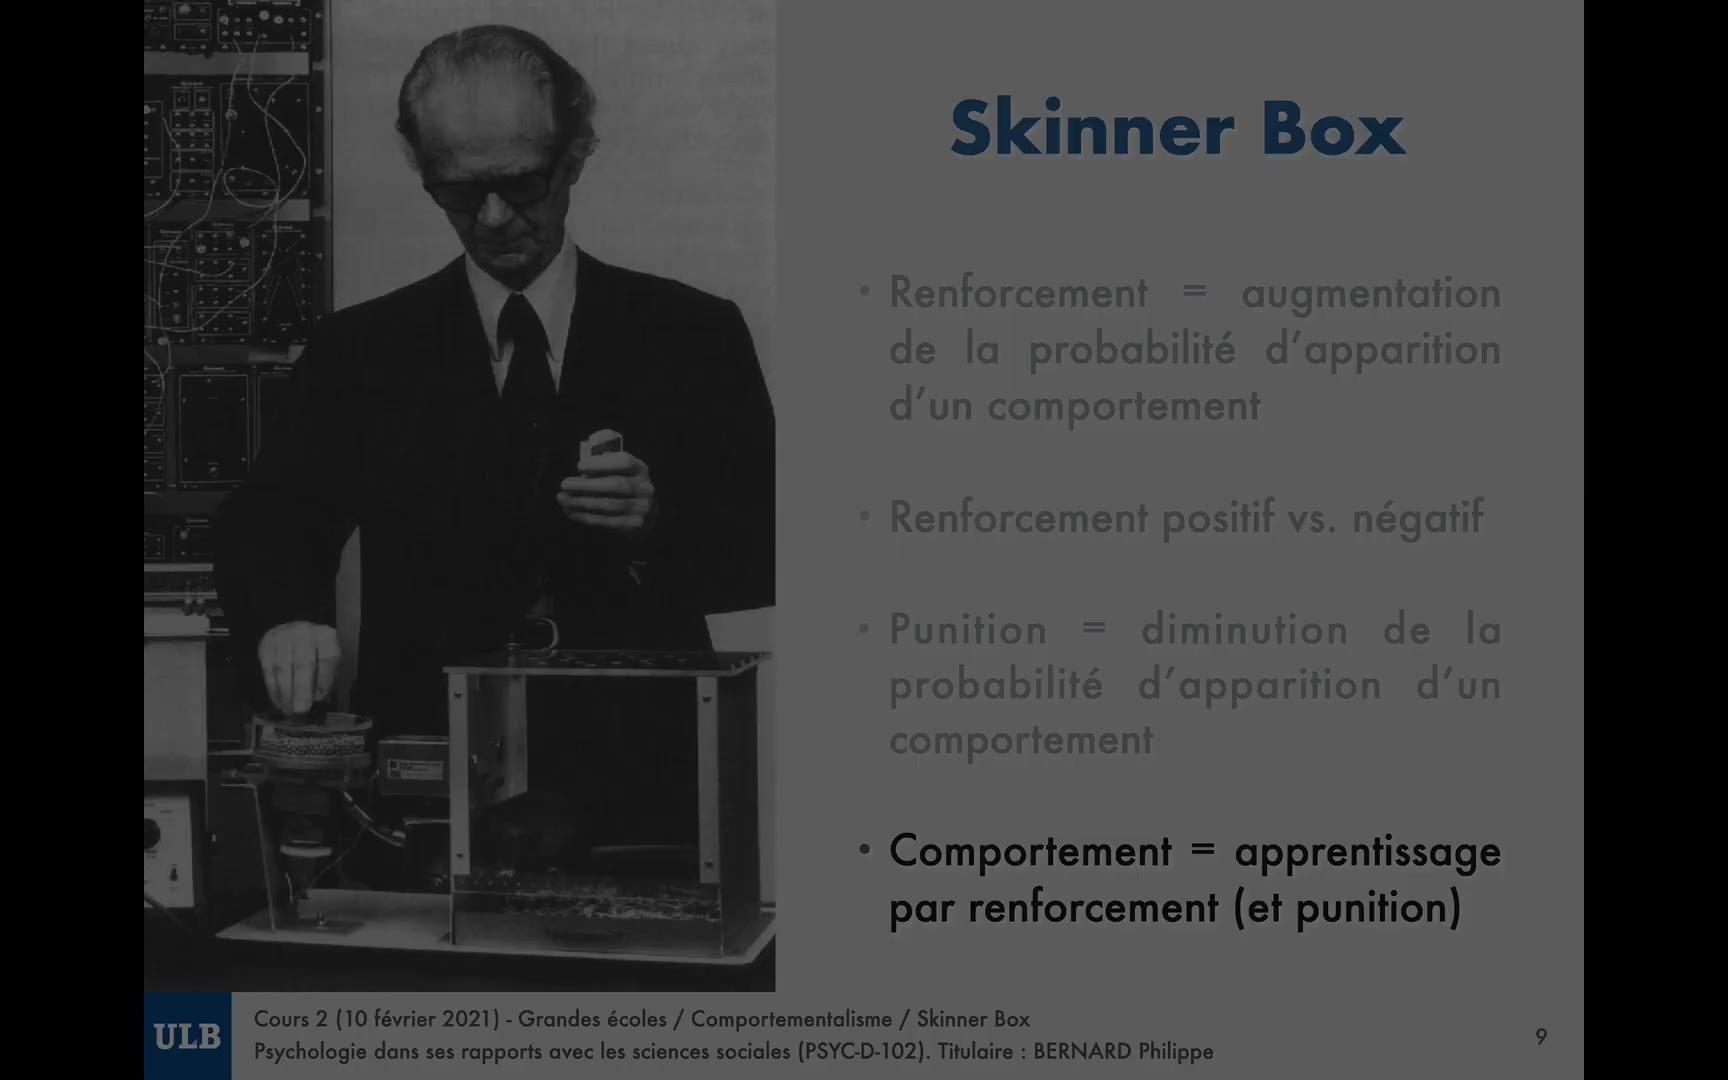 Skinner Box
• Renforcement = augmentation
de la probabilité d’apparition
d’un comportement
• Renforcement positif vs. négatif
• Punition = diminution de la
probabilité d’apparition d’un
comportement
• Comportement = apprentissage
par renforcement (et punition)
ULB
Cours 2 (10 février 2021) - Grandes écoles / Comportementalisme / Skinner Box
Psychologie dans ses rapports avec les sciences sociales (PSYC-D-102). Titulaire : BERNARD Philippe
9